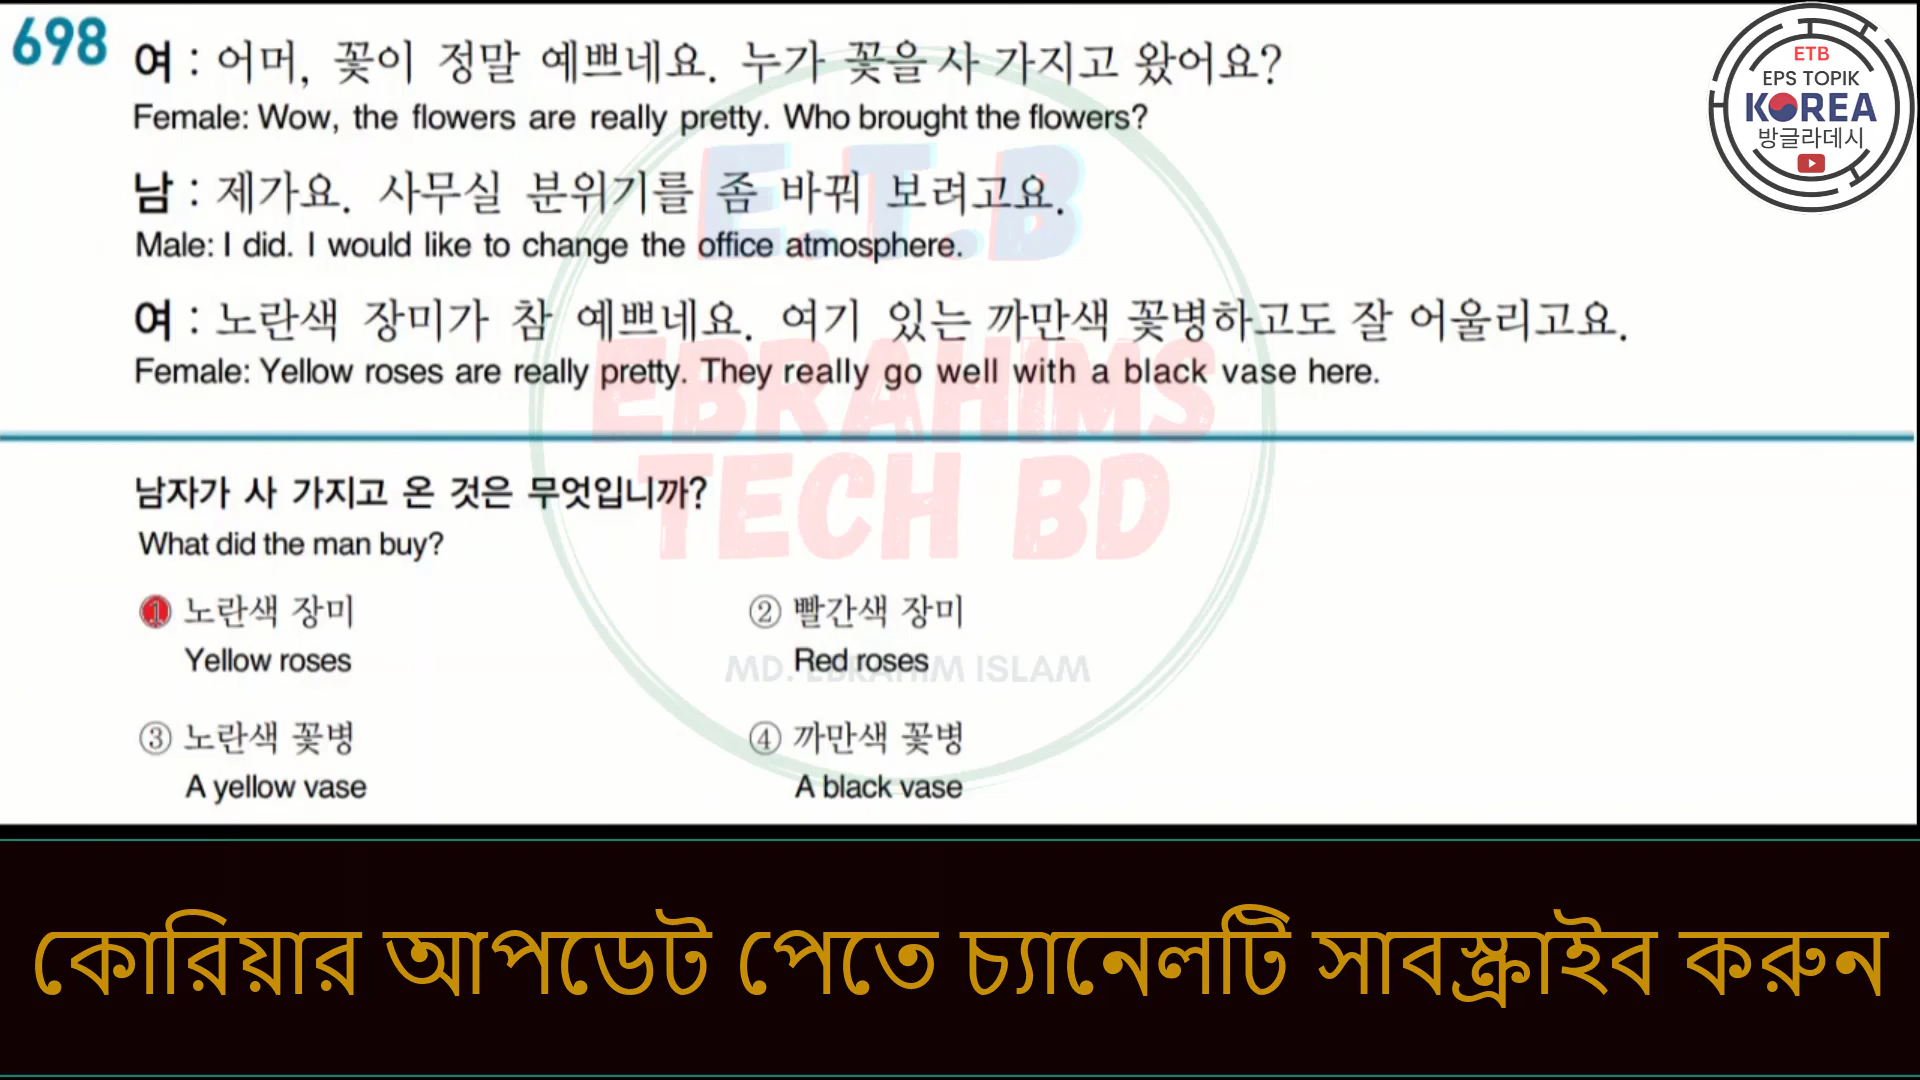 698
여 : 어머, 꽃이 정말 예쁘네요. 누가 꽃을 사 가지고 왔어요?
Female: Wow, the flowers are really pretty. Who brought the flowers?
남 : 제가요. 사무실 분위기를 좀 바꿔 보려고요.
Male: I did. I would like to change the office atmosphere.
여 : 노란색 장미가 참 예쁘네요. 여기 있는 까만색 꽃병하고도 잘 어울리고요.
Female: Yellow roses are really pretty. They really go well with a black vase here.
ETB
EPS TOPIK
KOREA
방글라데시
E.T.B
EBRAHIMS
TECH BD
MD. EBRAHIM ISLAM
남자가 사 가지고 온 것은 무엇입니까?
What did the man buy?
① 노란색 장미 ② 빨간색 장미
Yellow roses Red roses
③ 노란색 꽃병 ④ 까만색 꽃병
A yellow vase A black vase
কোরিয়ার আপডেট পেতে চ্যানেলটি সাবস্ক্রাইব করুন